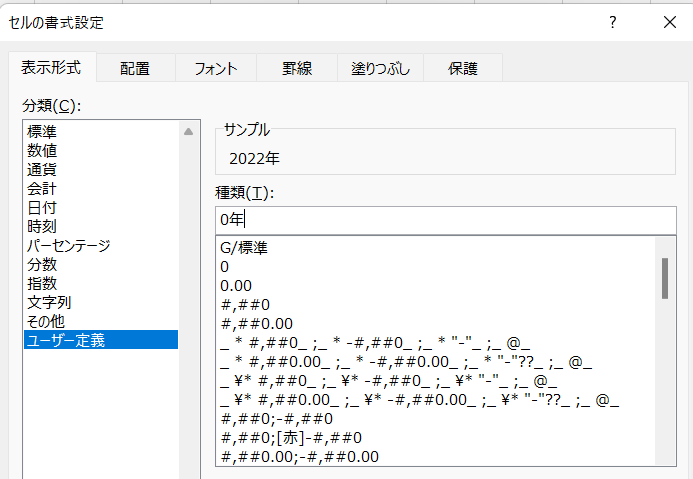 セルの書式設定
?
表示形式 配置 フォント 罫線 塗りつぶし 保護
分類(C):
標準
数値
通貨
会計
日付
時刻
パーセンテージ
分数
指数
文字列
その他
ユーザー定義
サンプル
2022年
種類(T):
0年
G/標準
0
0.00
#,##0
#,##0.00
_ * #,##0_ ;_ * -#,##0_ ;_ * "-"_ ;_ @_
_ * #,##0.00_ ;_ * -#,##0.00_ ;_ * "-"??_ ;_ @_
_ ¥* #,##0_ ;_ ¥* -#,##0_ ;_ ¥* "-"_ ;_ @_
_ ¥* #,##0.00_ ;_ ¥* -#,##0.00_ ;_ ¥* "-"??_ ;_ @_
#,##0;-#,##0
#,##0;[赤]-#,##0
#,##0.00;-#,##0.00